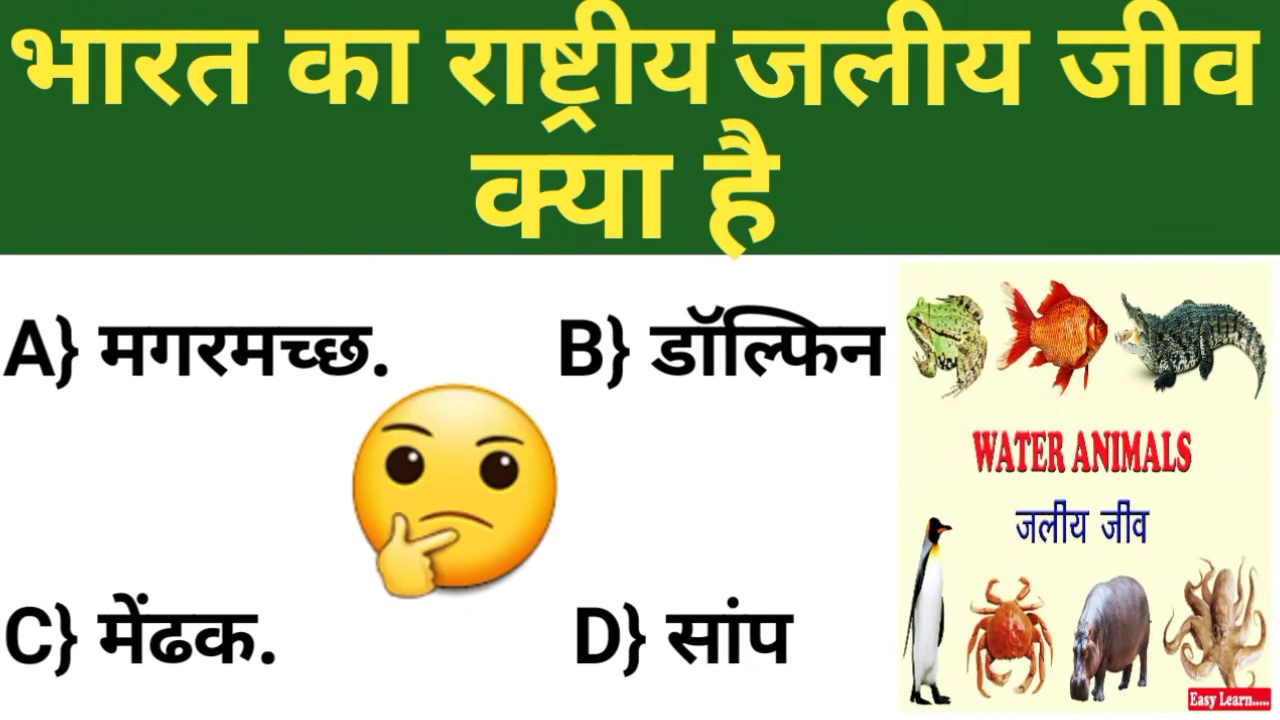 भारत का राष्ट्रीय जलीय जीव
क्या है
A} मगरमच्छ.
B} डॉल्फिन
C} मेंढक.
D} सांप
WATER ANIMALS
जलीय जीव
Easy Learn.....